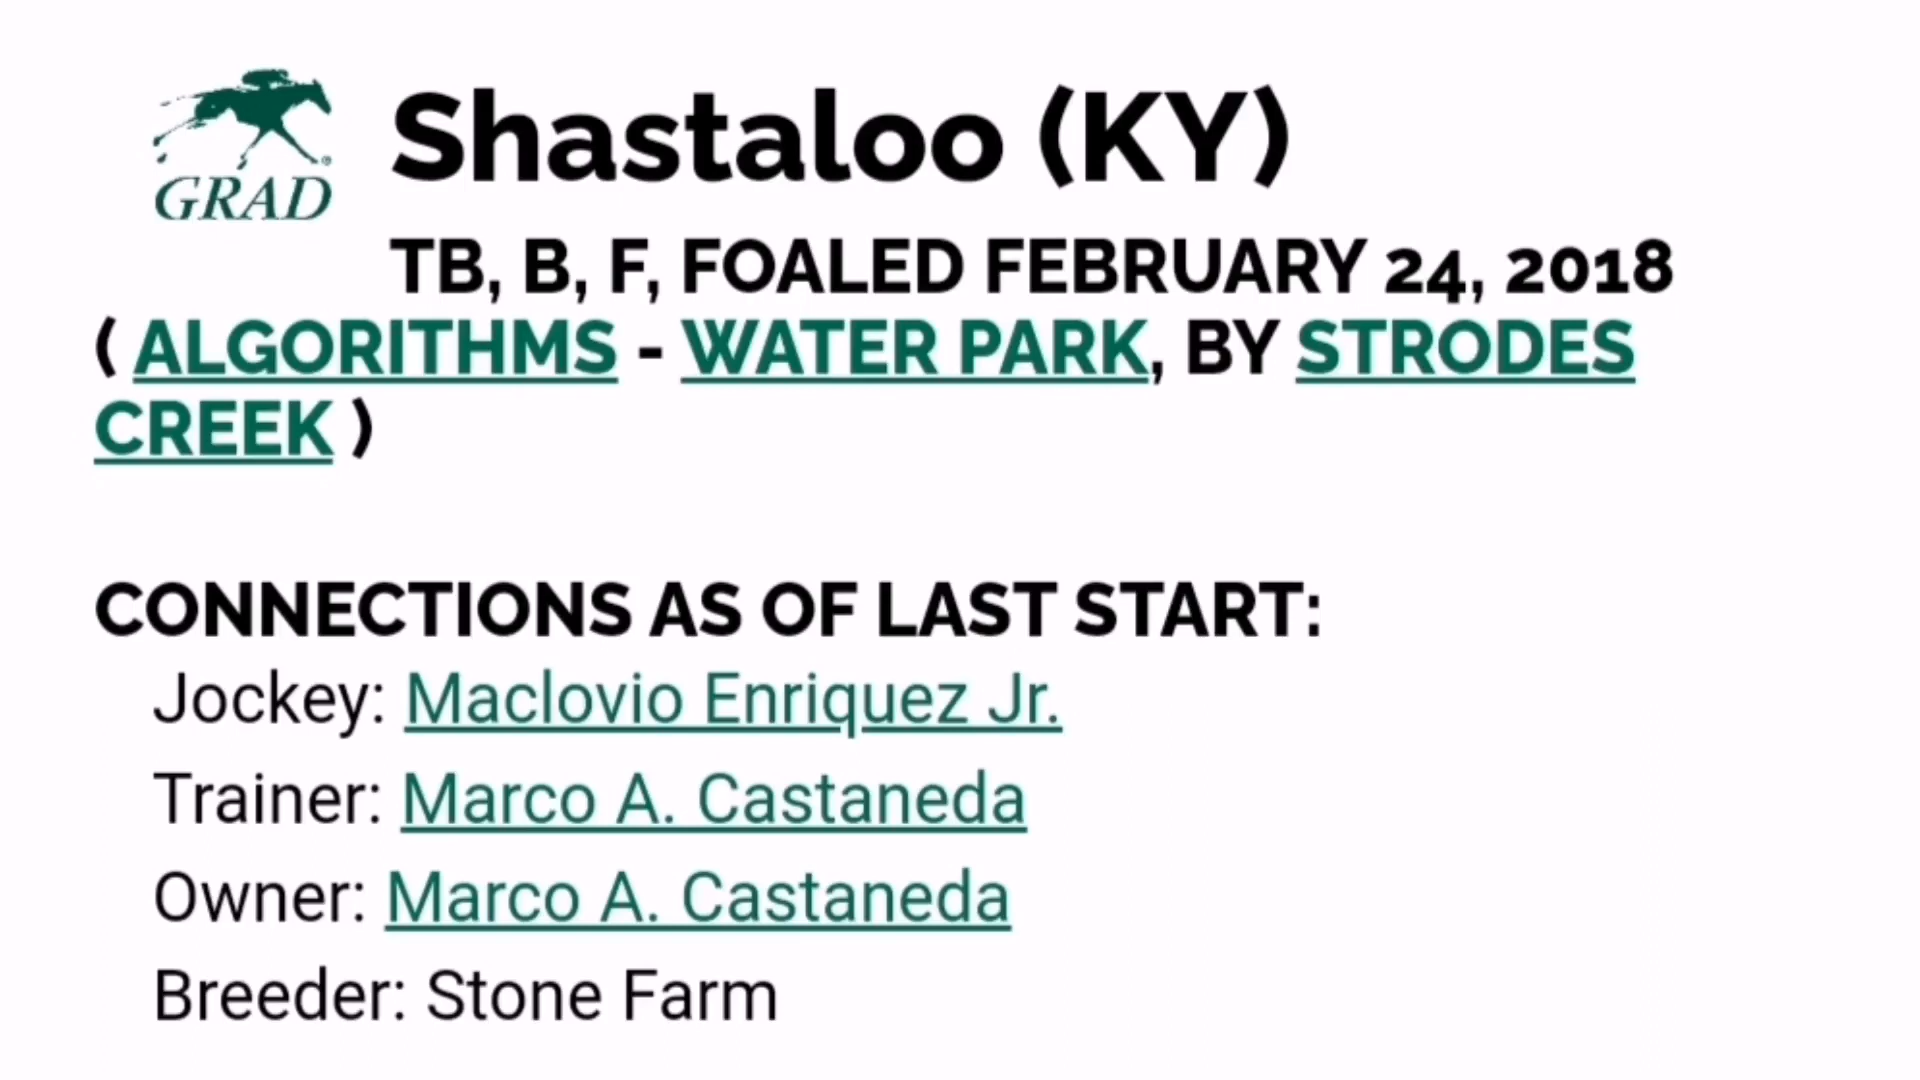 GRAD
Shastaloo (KY)
TB, B, F, FOALED FEBRUARY 24, 2018
( ALGORITHMS - WATER PARK, BY STRODES
CREEK )
CONNECTIONS AS OF LAST START:
Jockey: Maclovio Enriquez Jr.
Trainer: Marco A. Castaneda
Owner: Marco A. Castaneda
Breeder: Stone Farm